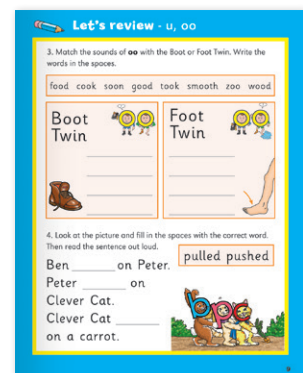 Let's review - u, oo
3. Match the sounds of oo with the Boot or Foot Twin. Write the
words in the spaces.
food cook soon good took smooth zoo wood
Boot
Twin
Foot
Twin
4. Look at the picture and fill in the spaces with the correct word.
Then read the sentence out loud.
pulled pushed
Ben ______ on Peter.
Peter ______ on
Clever Cat.
Clever Cat ______
on a carrot.
9